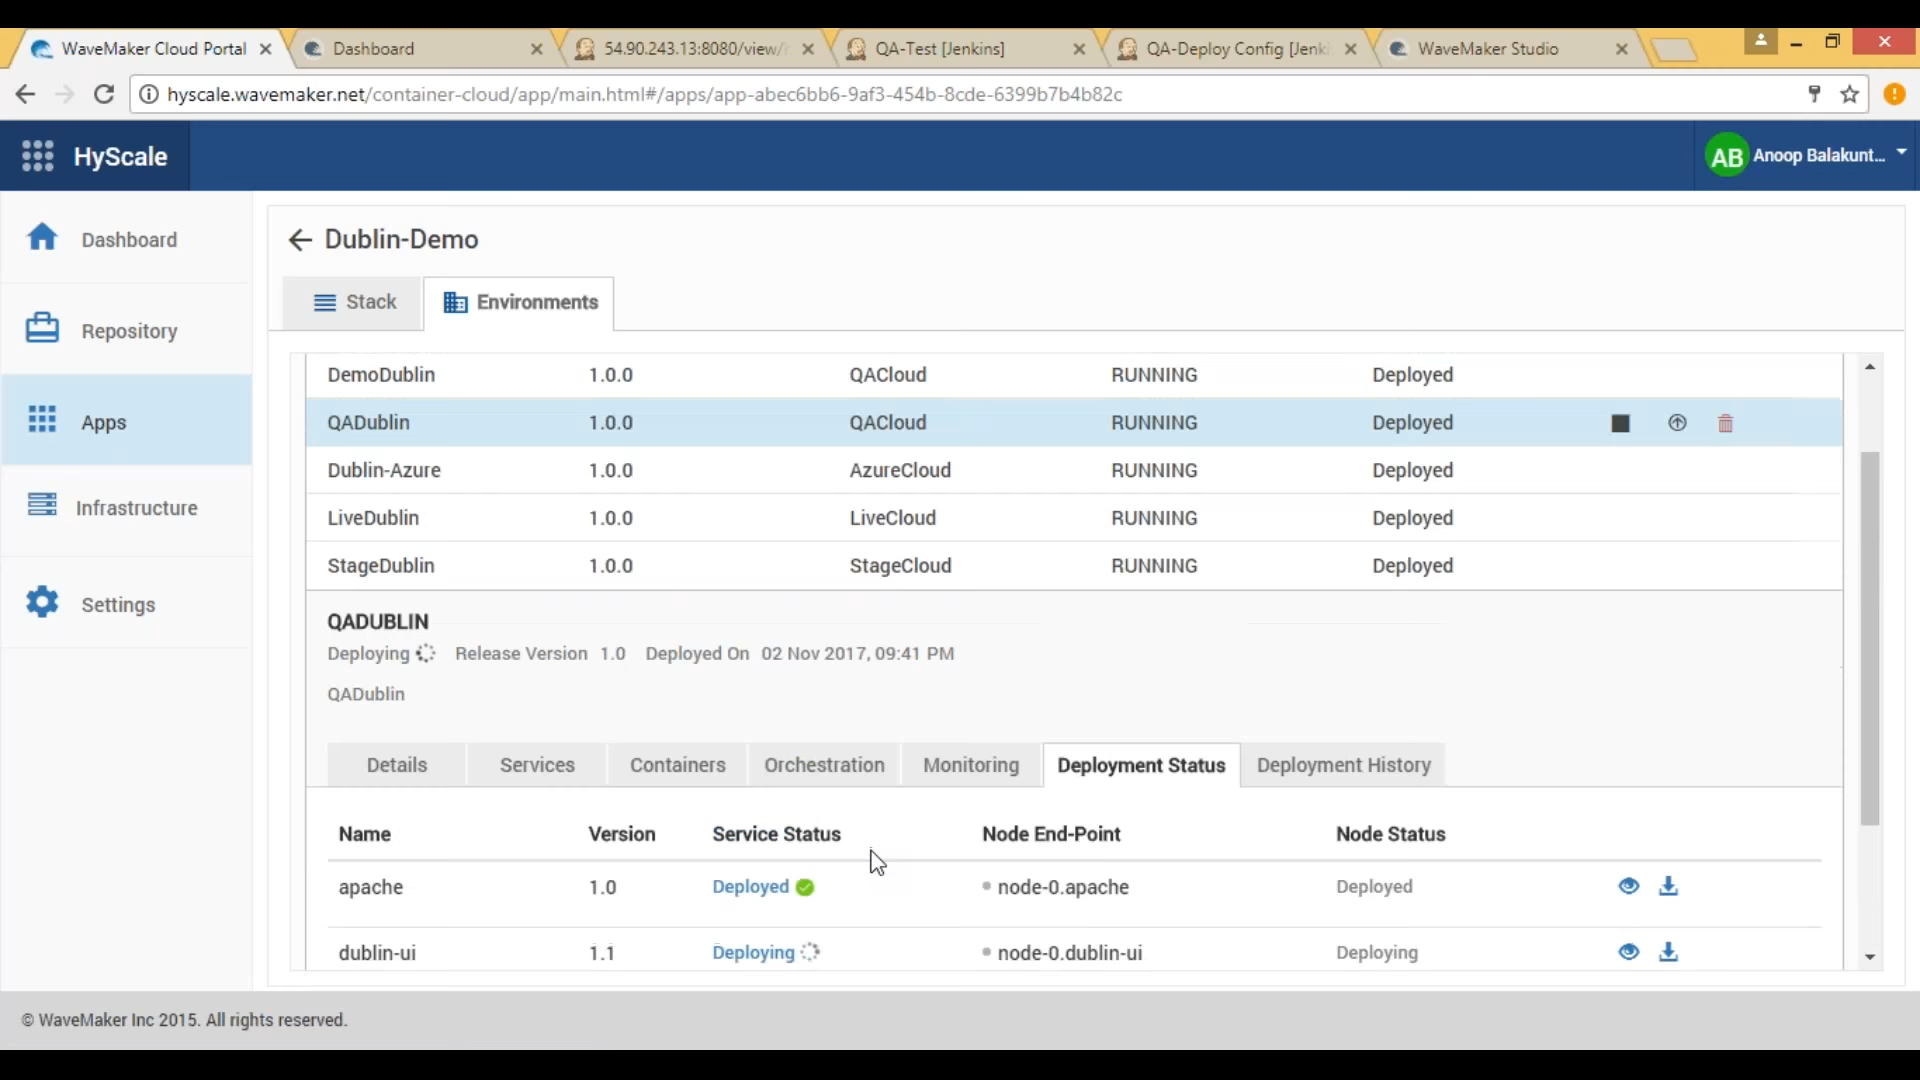 WaveMaker Cloud Portal
Dashboard
54.90.243.13:8080/view/
QA-Test [Jenkins]
QA-Deploy Config [Jenki
WaveMaker Studio
hyscale.wavemaker.net/container-cloud/app/main.html#/apps/app-abec6bb6-9af3-454b-8cde-6399b7b4b82c
HyScale
AB Anoop Balakunt...
Dashboard
Repository
Apps
Infrastructure
Settings
Dublin-Demo
Stack Environments
DemoDublin 1.0.0 QACloud RUNNING Deployed
QADublin 1.0.0 QACloud RUNNING Deployed
Dublin-Azure 1.0.0 AzureCloud RUNNING Deployed
LiveDublin 1.0.0 LiveCloud RUNNING Deployed
StageDublin 1.0.0 StageCloud RUNNING Deployed
QADUBLIN
Deploying Release Version 1.0 Deployed On 02 Nov 2017, 09:41 PM
QADublin
Details Services Containers Orchestration Monitoring Deployment Status Deployment History
Name Version Service Status Node End-Point Node Status
apache 1.0 Deployed node-0.apache Deployed
dublin-ui 1.1 Deploying node-0.dublin-ui Deploying
© WaveMaker Inc 2015. All rights reserved.